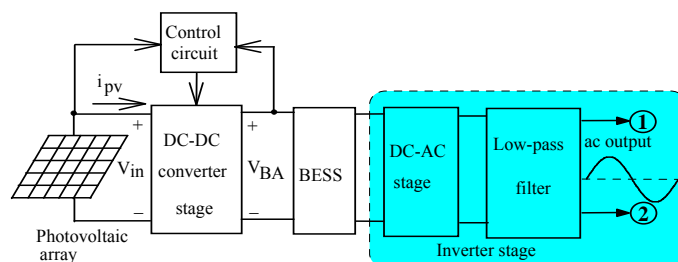 Control
circuit
i pv
+
V in
−
DC-DC
converter
stage
+
V BA
−
BESS
DC-AC
stage
Low-pass
filter
1
ac output
2
Photovoltaic
array
Inverter stage